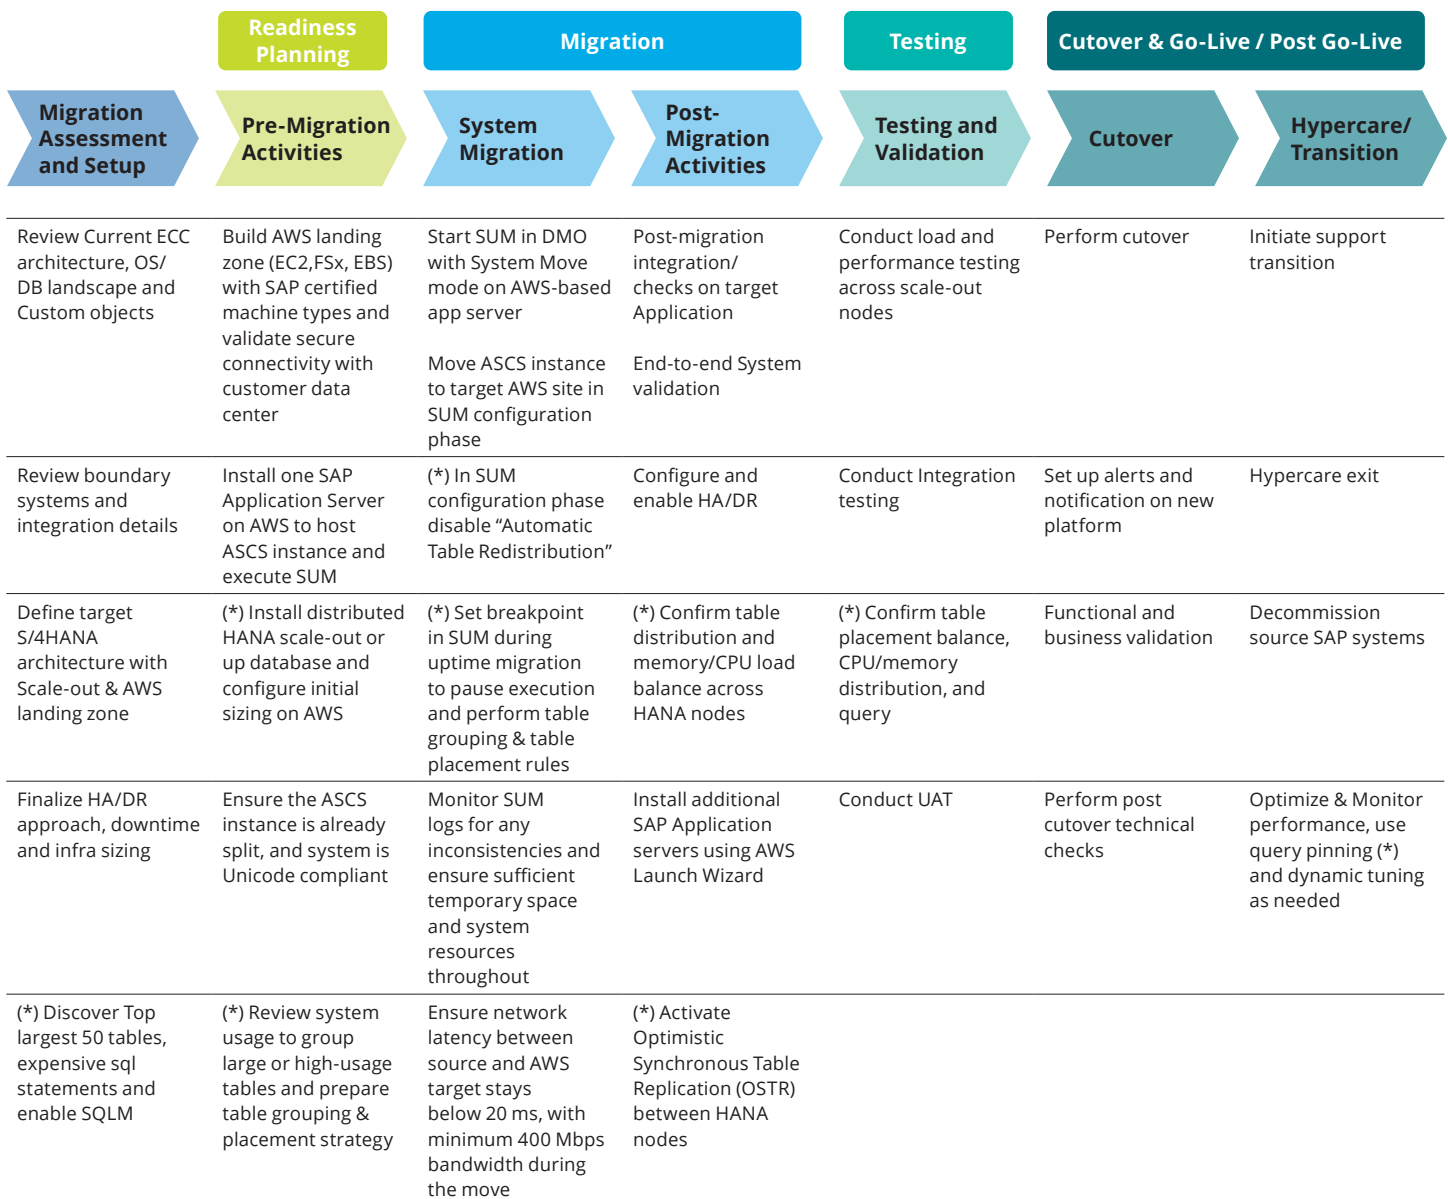 Readiness
Planning
Migration
Testing
Cutover & Go-Live / Post Go-Live
Migration
Assessment
and Setup
Pre-Migration
Activities
System
Migration
Post-
Migration
Activities
Testing and
Validation
Cutover
Hypercare/
Transition
Review Current ECC
architecture, OS/
DB landscape and
Custom objects
Build AWS landing
zone (EC2,FSx, EBS)
with SAP certified
machine types and
validate secure
connectivity with
customer data
center
Start SUM in DMO
with System Move
mode on AWS-based
app server
Move ASCS instance
to target AWS site in
SUM configuration
phase
Post-migration
integration/
checks on target
Application
End-to-end System
validation
Conduct load and
performance testing
across scale-out
nodes
Perform cutover
Initiate support
transition
Review boundary
systems and
integration details
Install one SAP
Application Server
on AWS to host
ASCS instance and
execute SUM
(*) In SUM
configuration phase
disable “Automatic
Table Redistribution”
Configure and
enable HA/DR
Conduct Integration
testing
Set up alerts and
notification on new
platform
Hypercare exit
Define target
S/4HANA
architecture with
Scale-out & AWS
landing zone
(*) Install distributed
HANA scale-out or
up database and
configure initial
sizing on AWS
(*) Set breakpoint
in SUM during
uptime migration
to pause execution
and perform table
grouping & table
placement rules
(*) Confirm table
distribution and
memory/CPU load
balance across
HANA nodes
(*) Confirm table
placement balance,
CPU/memory
distribution, and
query
Functional and
business validation
Decommission
source SAP systems
Finalize HA/DR
approach, downtime
and infra sizing
Ensure the ASCS
instance is already
split, and system is
Unicode compliant
Monitor SUM
logs for any
inconsistencies and
ensure sufficient
temporary space
and system
resources
throughout
Install additional
SAP Application
servers using AWS
Launch Wizard
Conduct UAT
Perform post
cutover technical
checks
Optimize & Monitor
performance, use
query pinning (*)
and dynamic tuning
as needed
(*) Discover Top
largest 50 tables,
expensive sql
statements and
enable SQLM
(*) Review system
usage to group
large or high-usage
tables and prepare
table grouping &
placement strategy
Ensure network
latency between
source and AWS
target stays
below 20 ms, with
minimum 400 Mbps
bandwidth during
the move
(*) Activate
Optimistic
Synchronous Table
Replication (OSTR)
between HANA
nodes